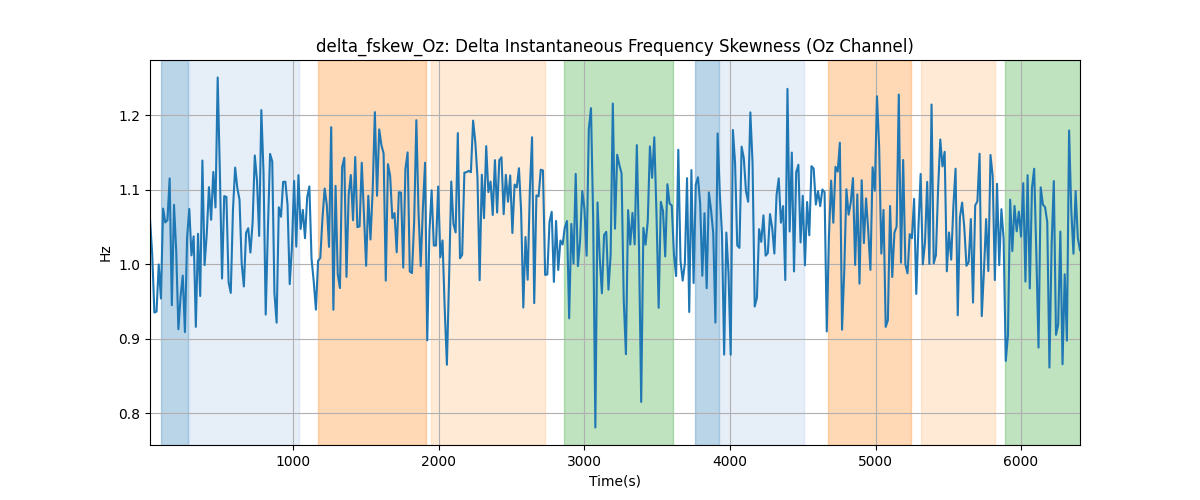 delta_fskew_Oz: Delta Instantaneous Frequency Skewness (Oz Channel)
Hz
1.2
1.1
1.0
0.9
0.8
1000 2000 3000 4000 5000 6000
Time(s)